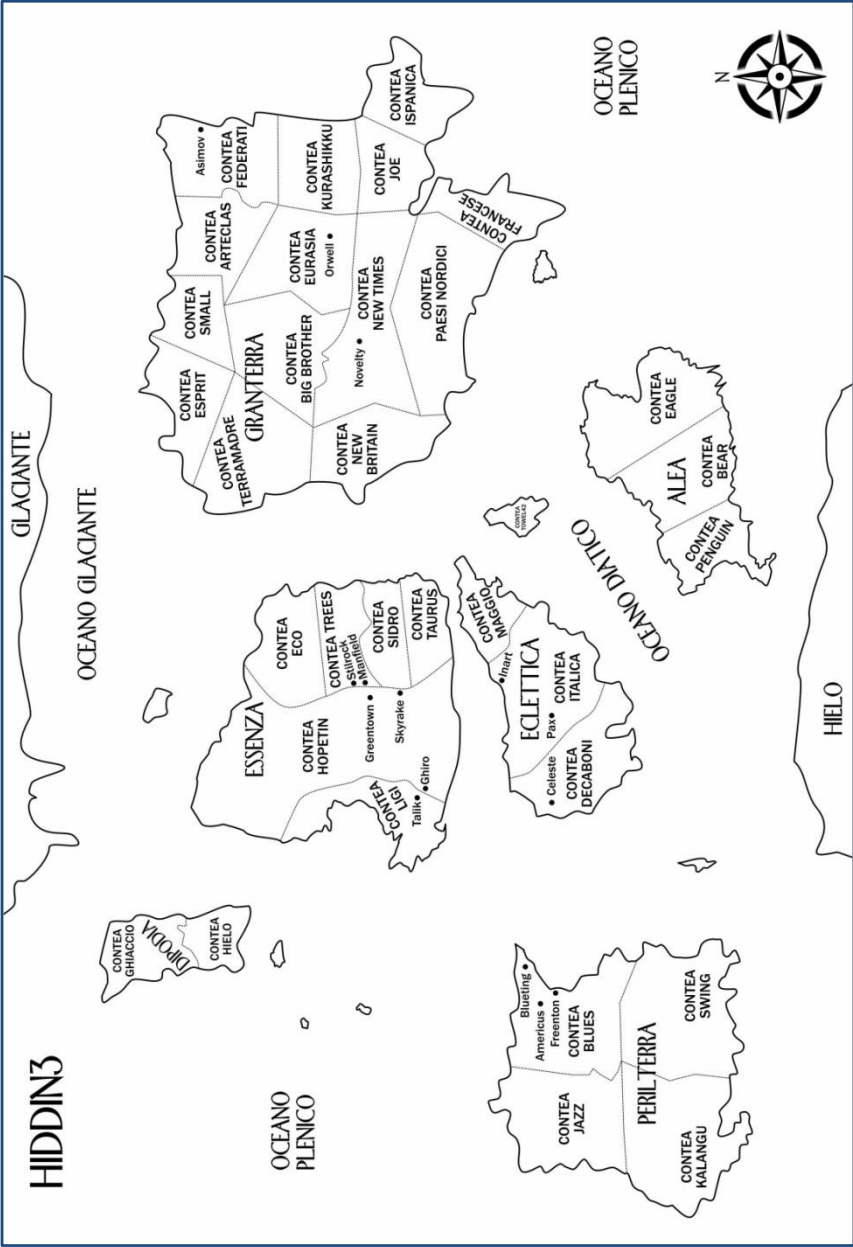 HIDDIN3
GLACIANTE
OCEANO GLACIANTE
OCEANO
PLENICO
CONTEA
GHIACCIO
DIPODIA
CONTEA
HIELO
ESSENZA
CONTEA
ECO
CONTEA TREES
Stilrock
Manfield
CONTEA
HOPETIN
Greentown
Skyrake
CONTEA
SIDRO
CONTEA
TAURUS
CONTEA
LIGI
Talik
Ghiro
GRANTERRA
CONTEA
ESPRIT
CONTEA
SMALL
CONTEA
ARTECLAS
Asimov
CONTEA
FEDERATI
CONTEA
TERRAMADRE
CONTEA
BIG BROTHER
CONTEA
EURASIA
Orwell
CONTEA
KURASHIKKU
CONTEA
NEW
BRITAIN
Novelty
CONTEA
NEW TIMES
CONTEA
JOE
CONTEA
ISPANICA
CONTEA
PAESI NORDICI
CONTEA
FRANCESE
Blueting
Americus
Freenton
CONTEA
BLUES
CONTEA
JAZZ
PERIL TERRA
CONTEA
KALANGU
CONTEA
SWING
CONTEA
MAGGIO
Inart
ECLETTICA
Pax
CONTEA
ITALICA
Celeste
CONTEA
DECABONI
CONTEA
TOWEL42
OCEANO DIATICO
ALEA
CONTEA
EAGLE
CONTEA
BEAR
CONTEA
PENGUIN
HIELO
OCEANO
PLENICO
N